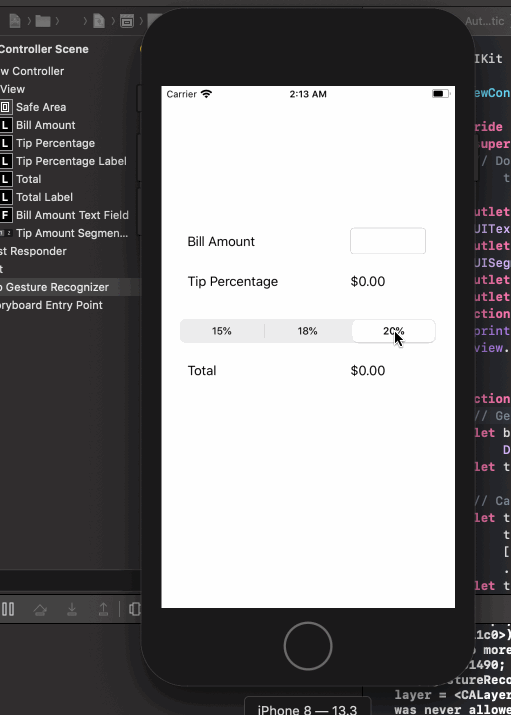 Aut...tic
Controller Scene
w Controller
View
Safe Area
L Bill Amount
L Tip Percentage
L Tip Percentage Label
L Total
L Total Label
F Bill Amount Text Field
1 2 Tip Amount Segmen...
st Responder
t
p Gesture Recognizer
oryboard Entry Point
Carrier
2:13 AM
Bill Amount
Tip Percentage
$0.00
15%
18%
20%
Total
$0.00
IKit
ewCon
ride
super
/ Do
t
utlet
UITex
utlet
UISeg
utlet
utlet
ction
print
view.
ction
// Ge
let b
D
let t
// Ca
let t
t
[
.
let t
1c0>)
o more
1490;
stureReco
layer = <CALayer
was never allowe
iPhone 8 — 13.3